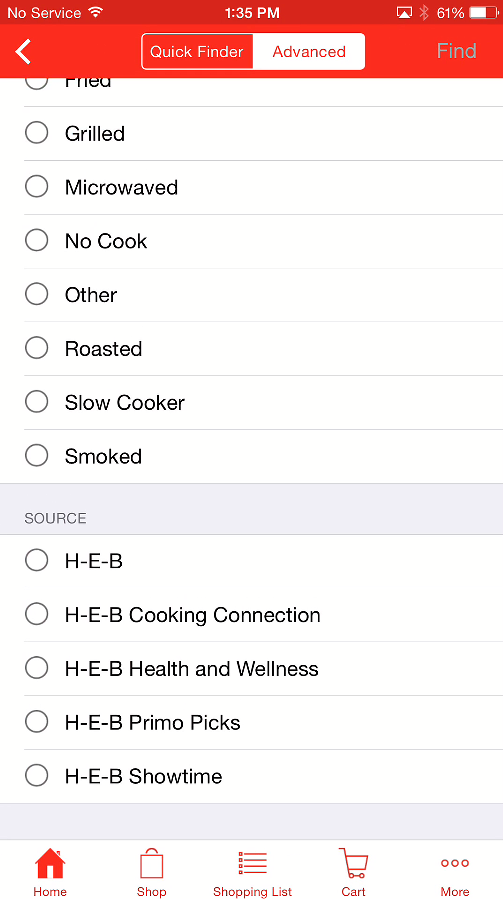 No Service 1:35 PM 61%
Quick Finder Advanced Find
Fried
Grilled
Microwaved
No Cook
Other
Roasted
Slow Cooker
Smoked
SOURCE
H-E-B
H-E-B Cooking Connection
H-E-B Health and Wellness
H-E-B Primo Picks
H-E-B Showtime
Home Shop Shopping List Cart More